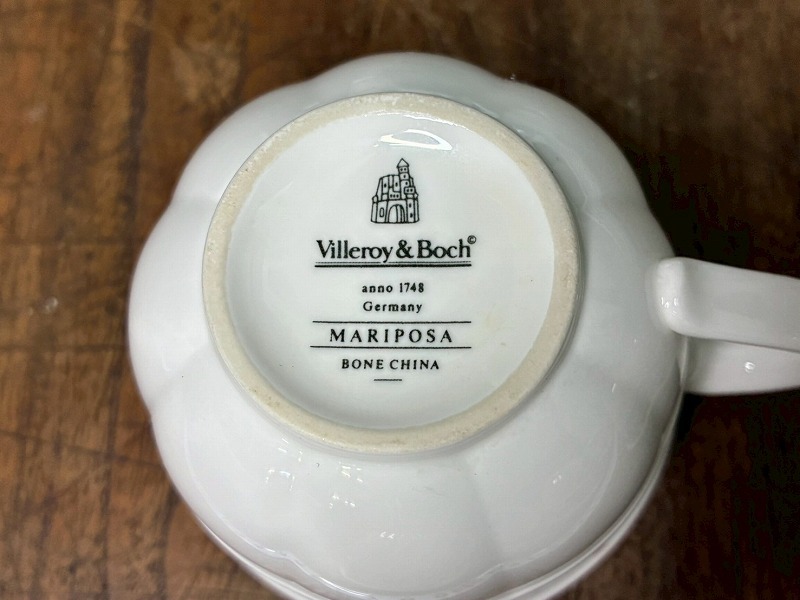 Villeroy & Boch©
anno 1748
Germany
MARIPOSA
BONE CHINA